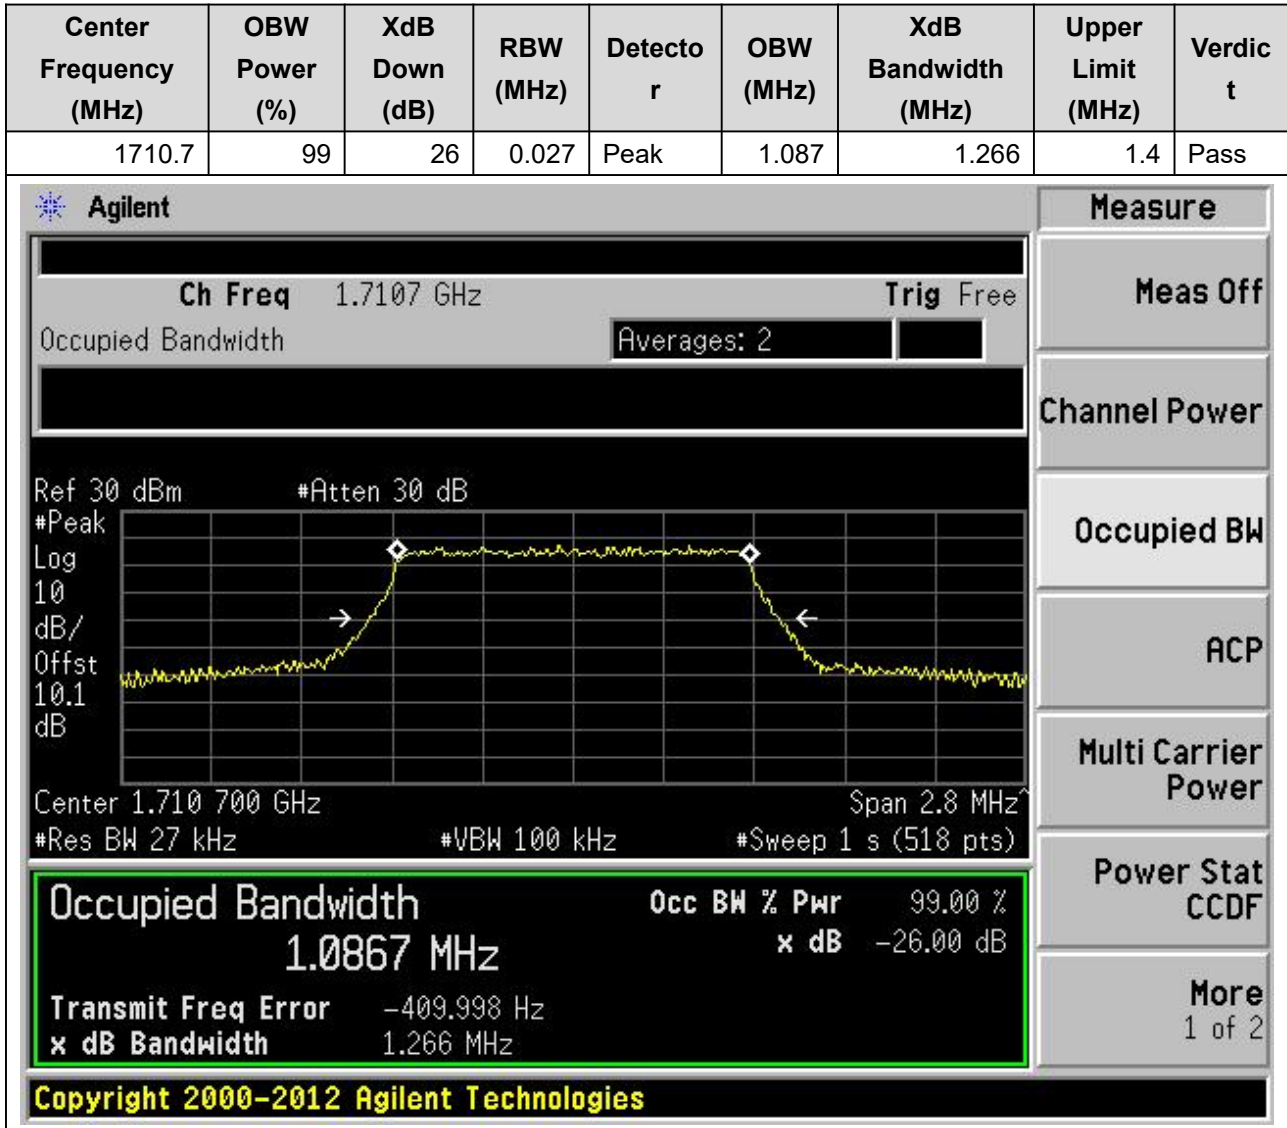 Center Frequency (MHz) OBW Power (%) XdB Down (dB) RBW (MHz) Detector OBW (MHz) XdB Bandwidth (MHz) Upper Limit (MHz) Verdict
1710.7 99 26 0.027 Peak 1.087 1.266 1.4 Pass
Agilent
Measure
Ch Freq 1.7107 GHz Trig Free
Occupied Bandwidth Averages: 2
Ref 30 dBm #Atten 30 dB
#Peak
Log
10
dB/
Offst
10.1
dB
Center 1.710 700 GHz Span 2.8 MHz^
#Res BW 27 kHz #VBW 100 kHz #Sweep 1 s (518 pts)
Occupied Bandwidth
1.0867 MHz
Occ BW % Pwr 99.00 %
x dB -26.00 dB
Transmit Freq Error -409.998 Hz
x dB Bandwidth 1.266 MHz
Meas Off
Channel Power
Occupied BW
ACP
Multi Carrier
Power
Power Stat
CCDF
More
1 of 2
Copyright 2000-2012 Agilent Technologies